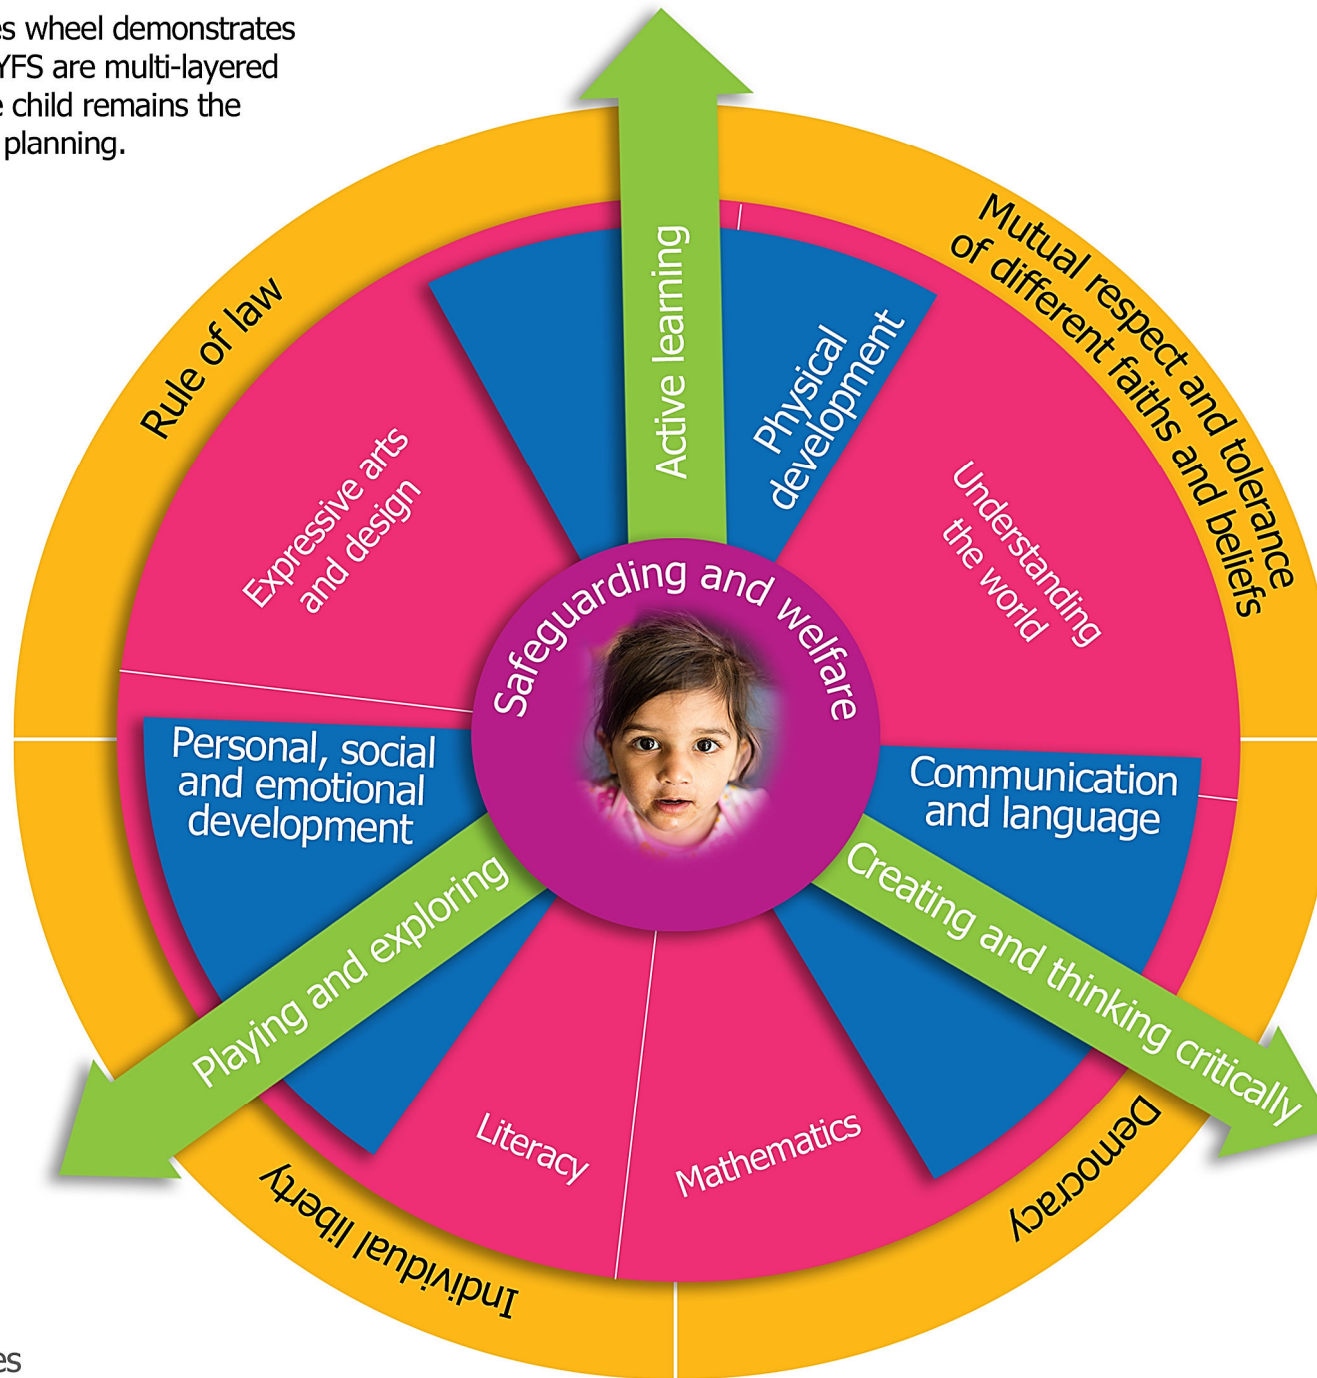 es wheel demonstrates
YFS are multi-layered
e child remains the
planning.
Active learning
Mutual respect and tolerance
of different faiths and beliefs
Rule of law
Physical
development
Expressive arts
and design
Understanding
the world
Safeguarding and welfare
Personal, social
and emotional
development
Communication
and language
Playing and exploring
Creating and thinking critically
Literacy
Mathematics
Individual liberty
Democracy
es